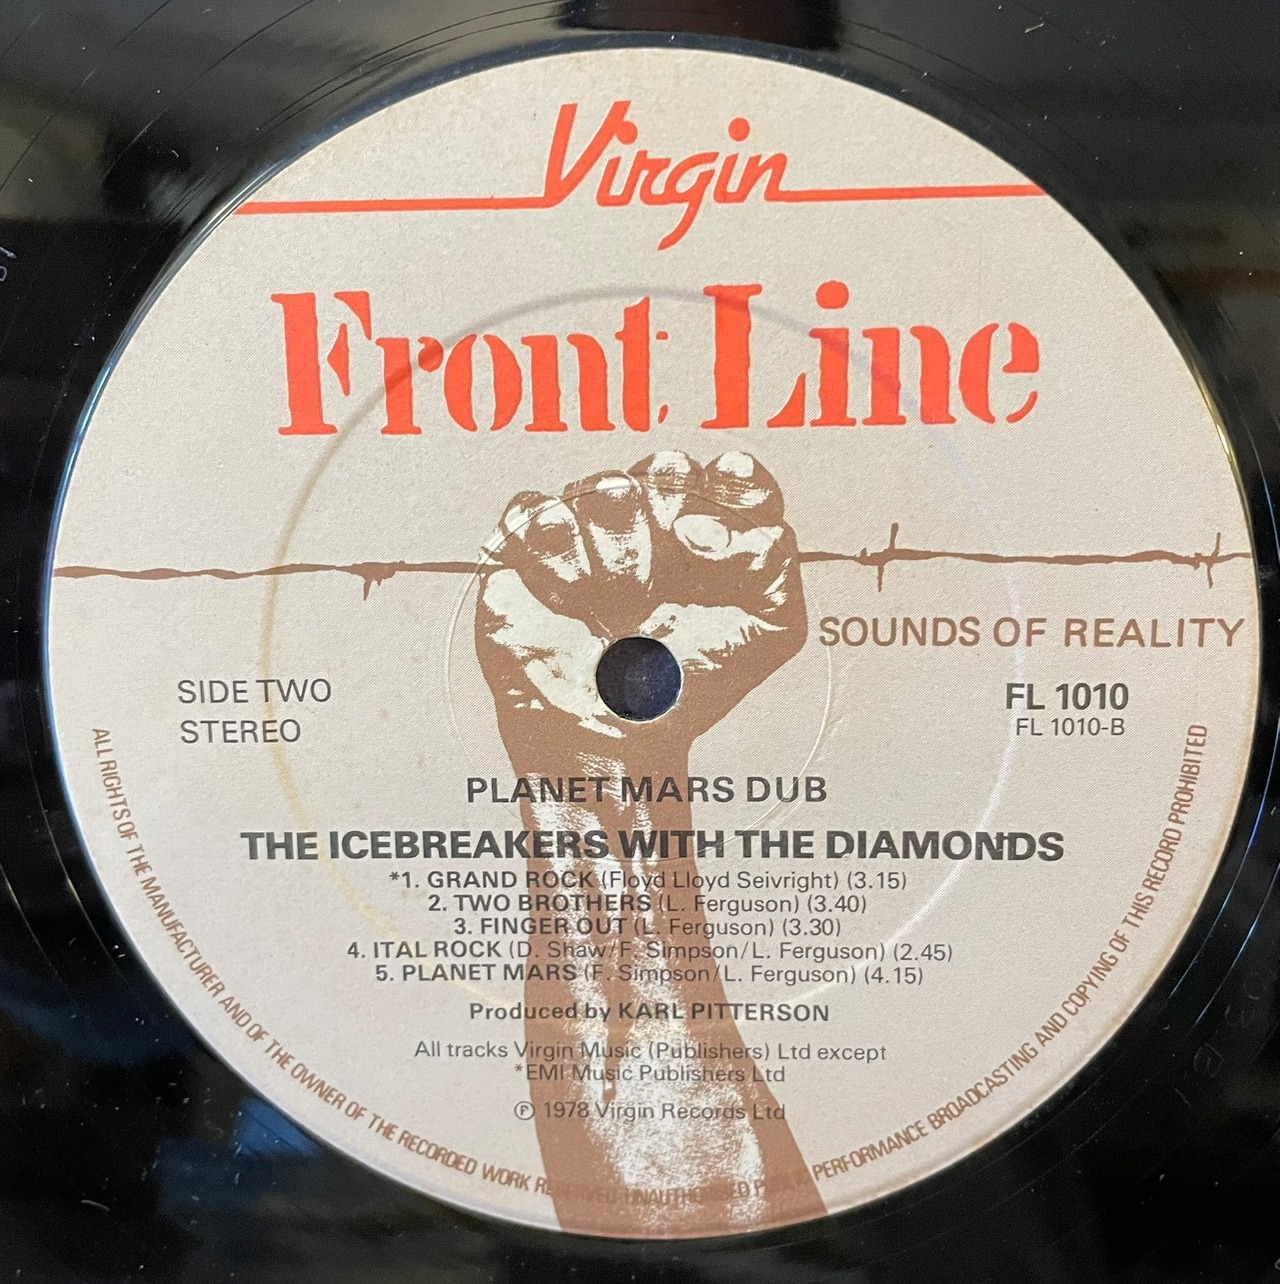 Virgin
Front Line
SOUNDS OF REALITY
SIDE TWO
STEREO
FL 1010
FL 1010-B
PLANET MARS DUB
THE ICEBREAKERS WITH THE DIAMONDS
*1. GRAND ROCK (Floyd Lloyd Seivright) (3.15)
2. TWO BROTHERS (L. Ferguson) (3.40)
3. FINGER OUT (L. Ferguson) (3.30)
4. ITAL ROCK (D. Shaw/F. Simpson/L. Ferguson) (2.45)
5. PLANET MARS (F. Simpson/L. Ferguson) (4.15)
Produced by KARL PITTERSON
All tracks Virgin Music (Publishers) Ltd except
*EMI Music Publishers Ltd
℗ 1978 Virgin Records Ltd
ALL RIGHTS OF THE MANUFACTURER AND OF THE OWNER OF THE RECORDED WORK RESERVED UNAUTHORISED PUBLIC PERFORMANCE BROADCASTING AND COPYING OF THIS RECORD PROHIBITED